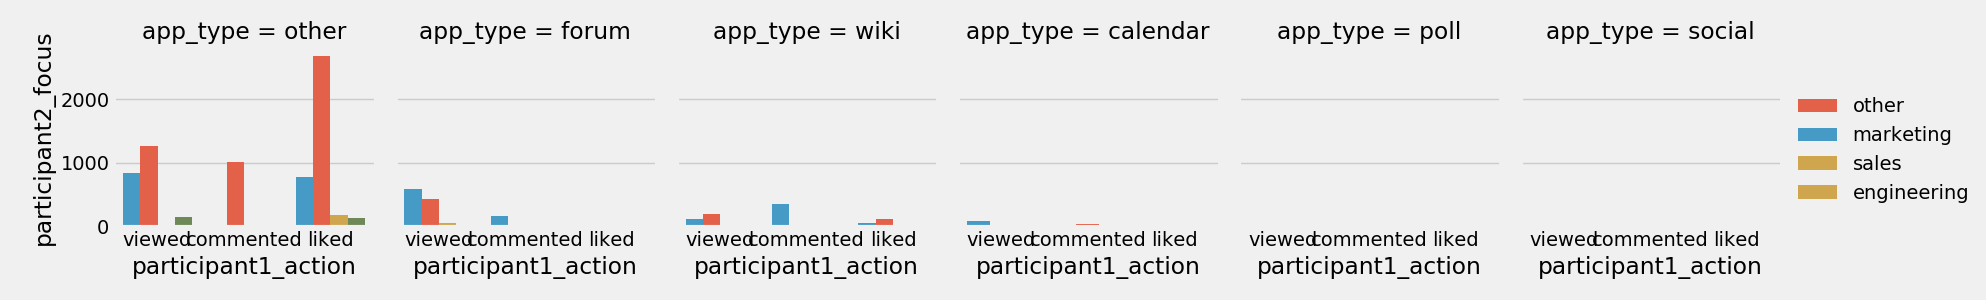 app_type = other
app_type = forum
app_type = wiki
app_type = calendar
app_type = poll
app_type = social
participant2_focus
2000
1000
0
viewed commented liked
viewed commented liked
viewed commented liked
viewed commented liked
viewed commented liked
viewed commented liked
participant1_action
participant1_action
participant1_action
participant1_action
participant1_action
participant1_action
other
marketing
sales
engineering